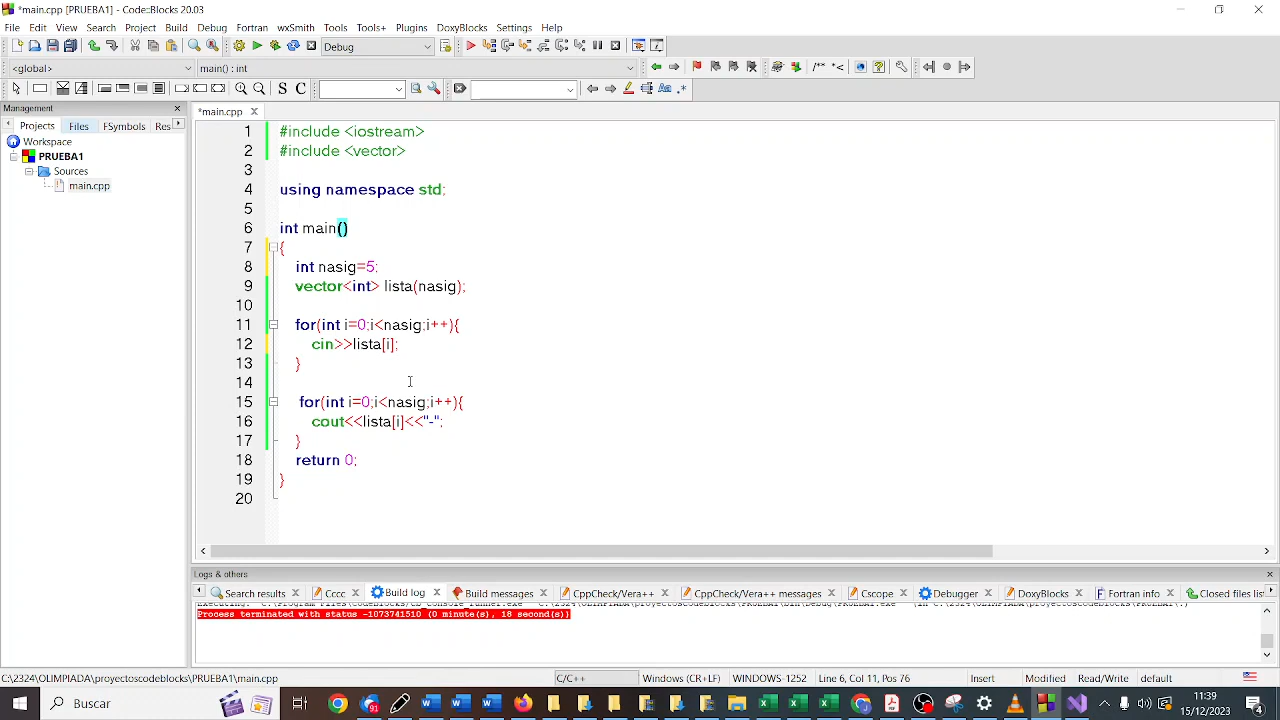 *main.cpp [PRUEBA1] - Code::Blocks 20.03
File Edit View Search Project Build Debug Fortran wxSmith Tools Tools+ Plugins DoxyBlocks Settings Help
Debug
<global> main() : int
/** *<
S C Aa .*
Management
*main.cpp
Projects Files FSymbols Res
Workspace
PRUEBA1
Sources
main.cpp
1 #include <iostream>
2 #include <vector>
3
4 using namespace std;
5
6 int main()
7 {
8 int nasig=5;
9 vector<int> lista(nasig);
10
11 for(int i=0;i<nasig;i++){
12 cin>>lista[i];
13 }
14
15 for(int i=0;i<nasig;i++){
16 cout<<lista[i]<<"-";
17 }
18 return 0;
19 }
20
Logs & others
Search results Cccc Build log Build messages CppCheck/Vera++ CppCheck/Vera++ messages Cscope Debugger DoxyBlocks Fortran info Closed files list
Process terminated with status -1073741510 (0 minute(s), 18 second(s))
C:\2324\OLIMPIADA\proyectoscodeblocks\PRUEBA1\main.cpp C/C++ Windows (CR+LF) WINDOWS-1252 Line 6, Col 11, Pos 76 Insert Modified Read/Write default
Buscar
91
11:39
15/12/2023